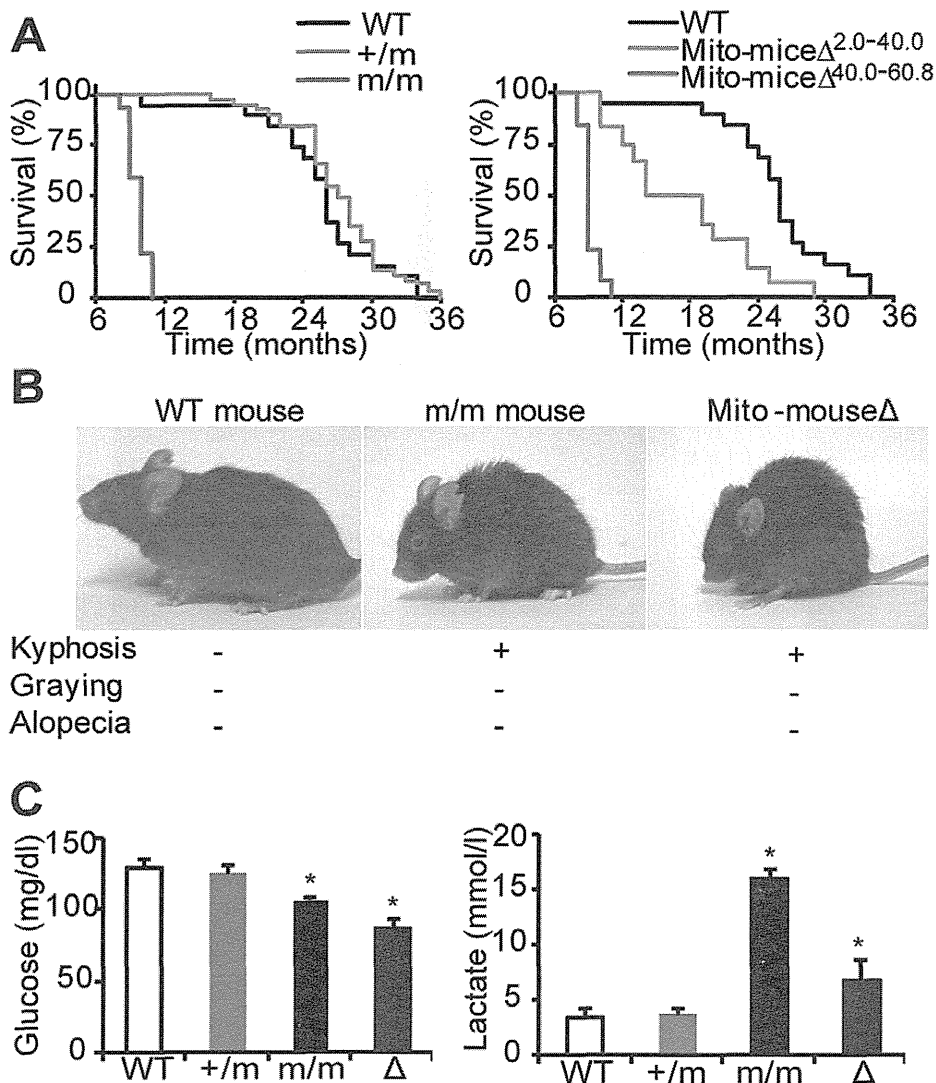 A
WT
+/m
m/m
Survival (%)
100
75
50
25
0
6 12 18 24 30 36
Time (months)
WT
Mito-miceΔ2.0-40.0
Mito-miceΔ40.0-60.8
Survival (%)
100
75
50
25
0
6 12 18 24 30 36
Time (months)
B
WT mouse m/m mouse Mito-mouseΔ
Kyphosis - + +
Graying - - -
Alopecia - - -
C
Glucose (mg/dl)
150
100
50
0
* *
WT +/m m/m Δ
Lactate (mmol/l)
20
15
10
5
0
* *
WT +/m m/m Δ